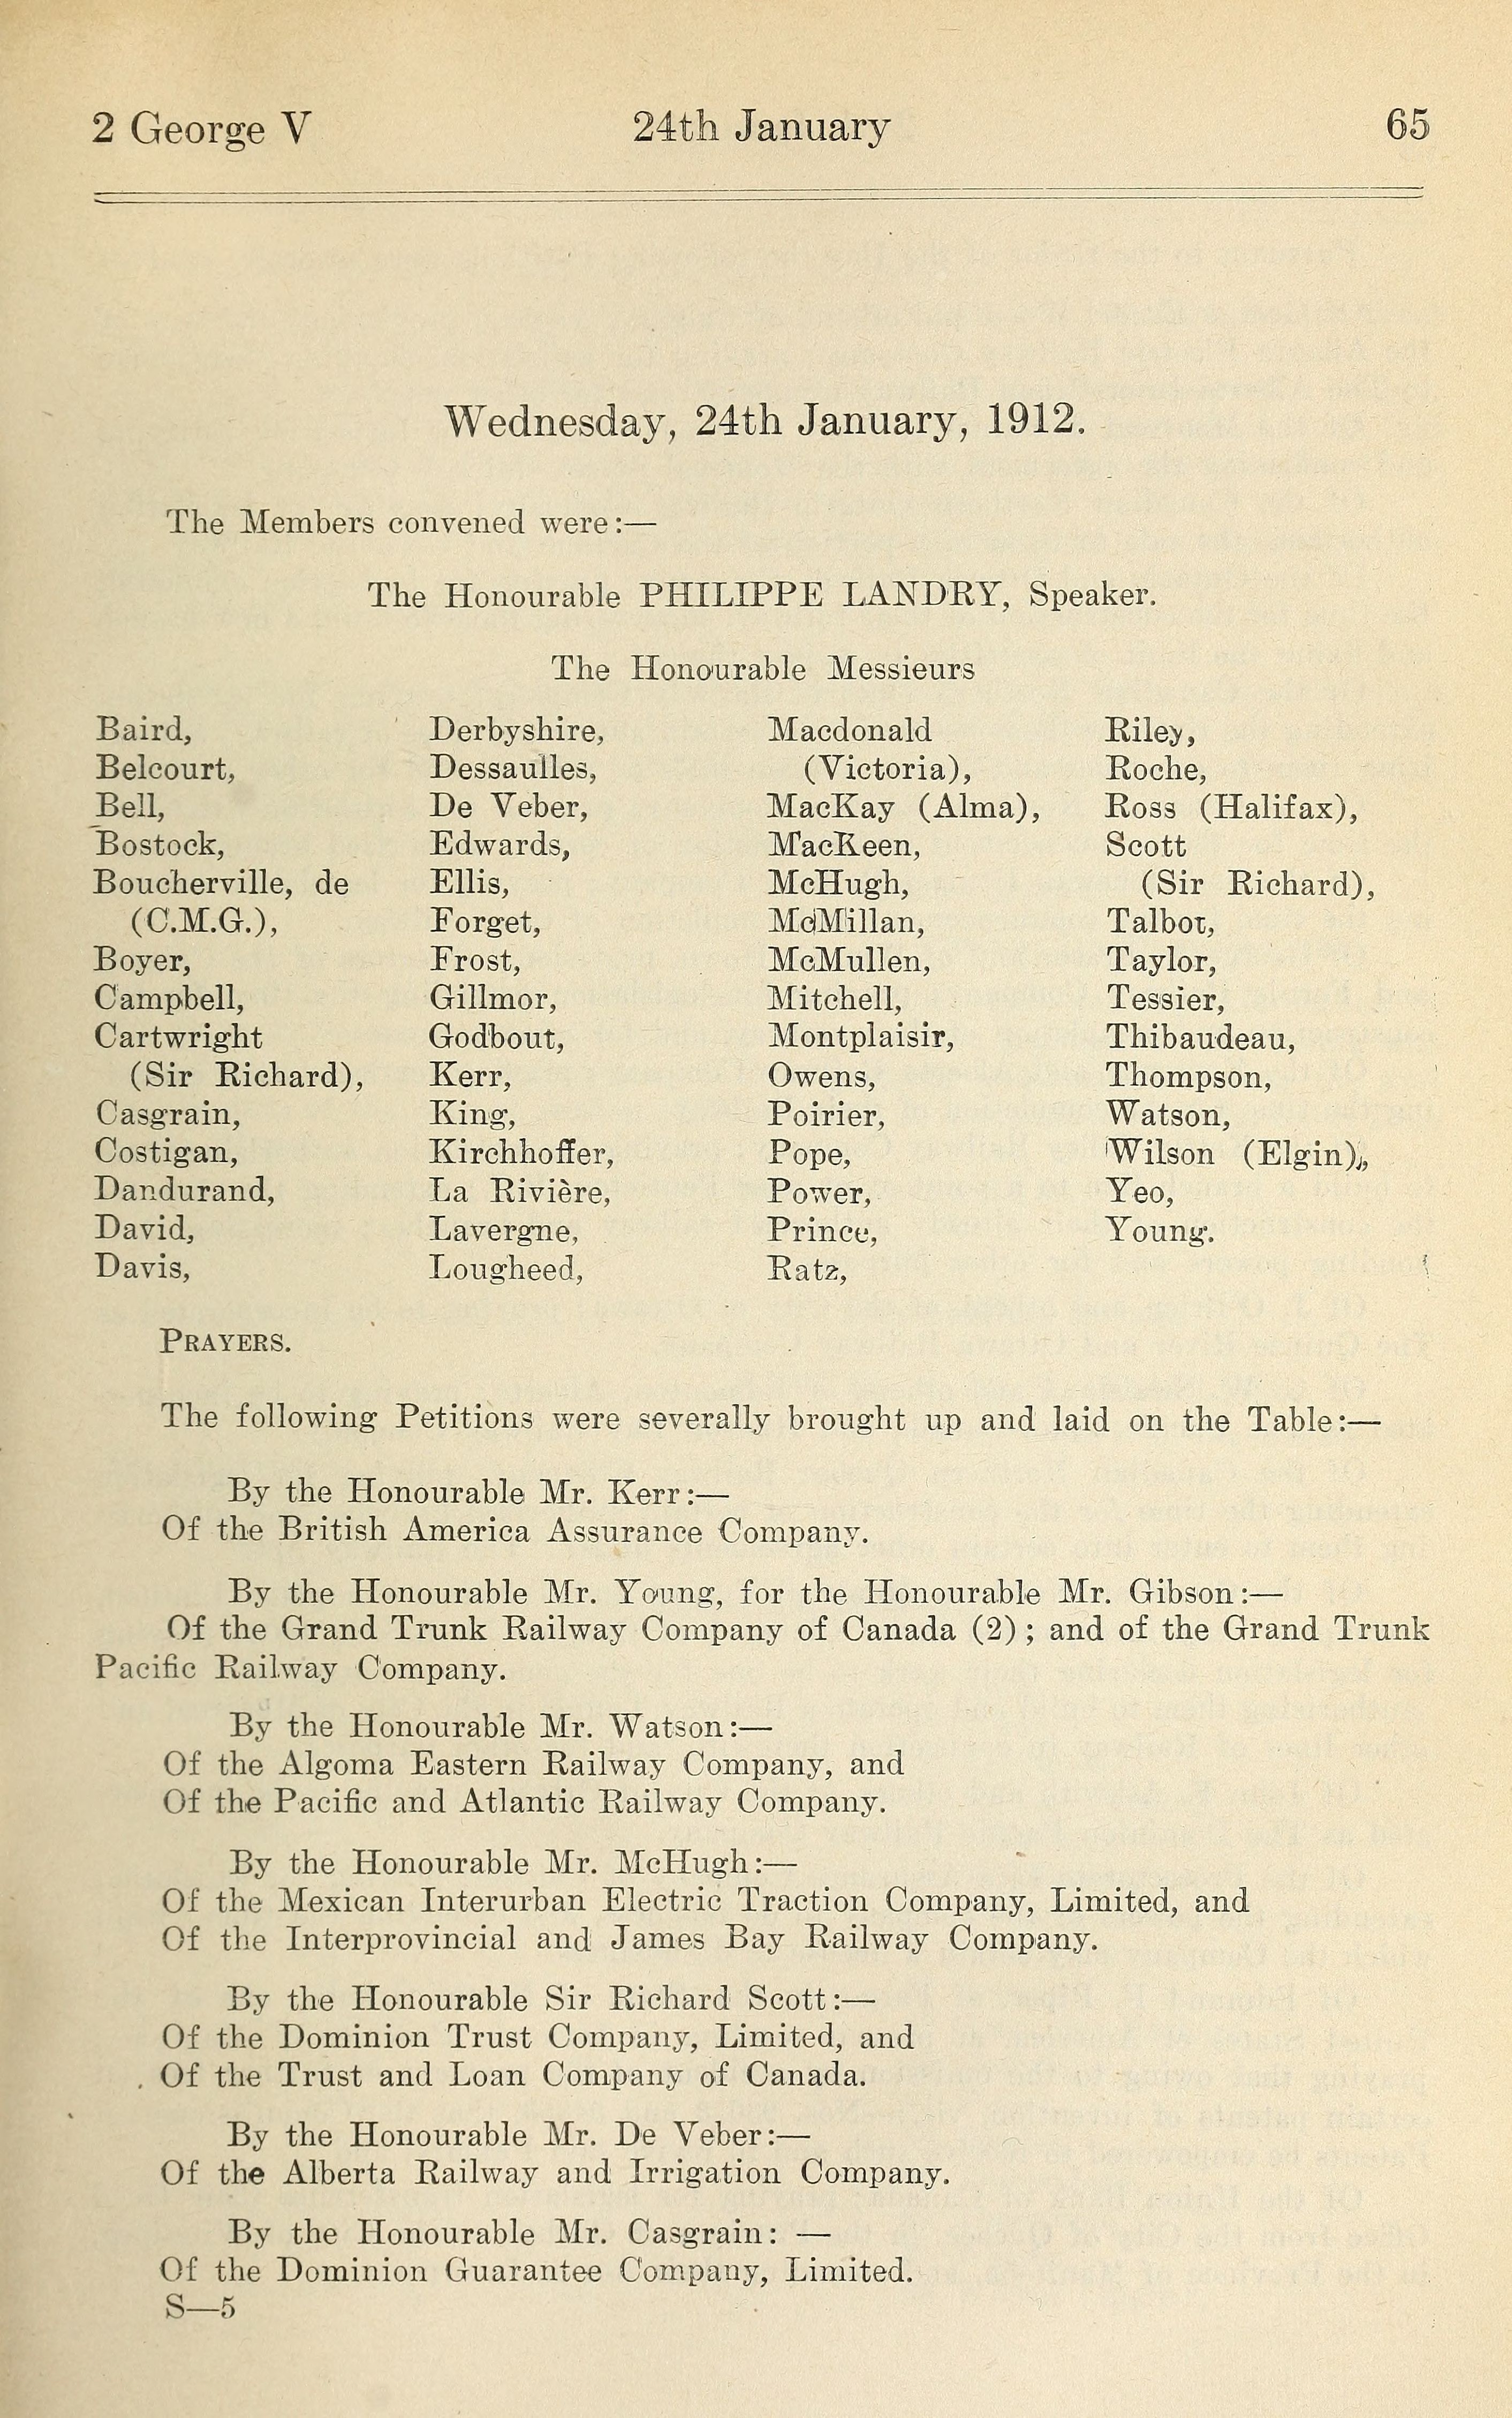 2 George V 24th January 65
Wednesday, 24th January, 1912.
The Members convened were:—
The Honourable PHILIPPE LANDRY, Speaker.
The Honourable Messieurs
Baird,
Belcourt,
Bell,
Bostock,
Boucherville, de
(C.M.G.),
Boyer,
Campbell,
Cartwright
(Sir Richard),
Casgrain,
Costigan,
Dandurand,
David,
Davis,
Derbyshire,
Dessaulles,
De Veber,
Edwards,
Ellis,
Forget,
Frost,
Gillmor,
Godbout,
Kerr,
King,
Kirchhoffer,
La Rivière,
Lavergne,
Lougheed,
Macdonald
(Victoria),
MacKay (Alma),
MacKeen,
McHugh,
McMillan,
McMullen,
Mitchell,
Montplaisir,
Owens,
Poirier,
Pope,
Power,
Prince,
Ratz,
Riley,
Roche,
Ross (Halifax),
Scott
(Sir Richard),
Talbot,
Taylor,
Tessier,
Thibaudeau,
Thompson,
Watson,
Wilson (Elgin),
Yeo,
Young.
PRAYERS.
The following Petitions were severally brought up and laid on the Table:—
By the Honourable Mr. Kerr:—
Of the British America Assurance Company.
By the Honourable Mr. Young, for the Honourable Mr. Gibson:—
Of the Grand Trunk Railway Company of Canada (2); and of the Grand Trunk
Pacific Railway Company.
By the Honourable Mr. Watson:—
Of the Algoma Eastern Railway Company, and
Of the Pacific and Atlantic Railway Company.
By the Honourable Mr. McHugh:—
Of the Mexican Interurban Electric Traction Company, Limited, and
Of the Interprovincial and James Bay Railway Company.
By the Honourable Sir Richard Scott:—
Of the Dominion Trust Company, Limited, and
Of the Trust and Loan Company of Canada.
By the Honourable Mr. De Veber:—
Of the Alberta Railway and Irrigation Company.
By the Honourable Mr. Casgrain: —
Of the Dominion Guarantee Company, Limited.
S—5